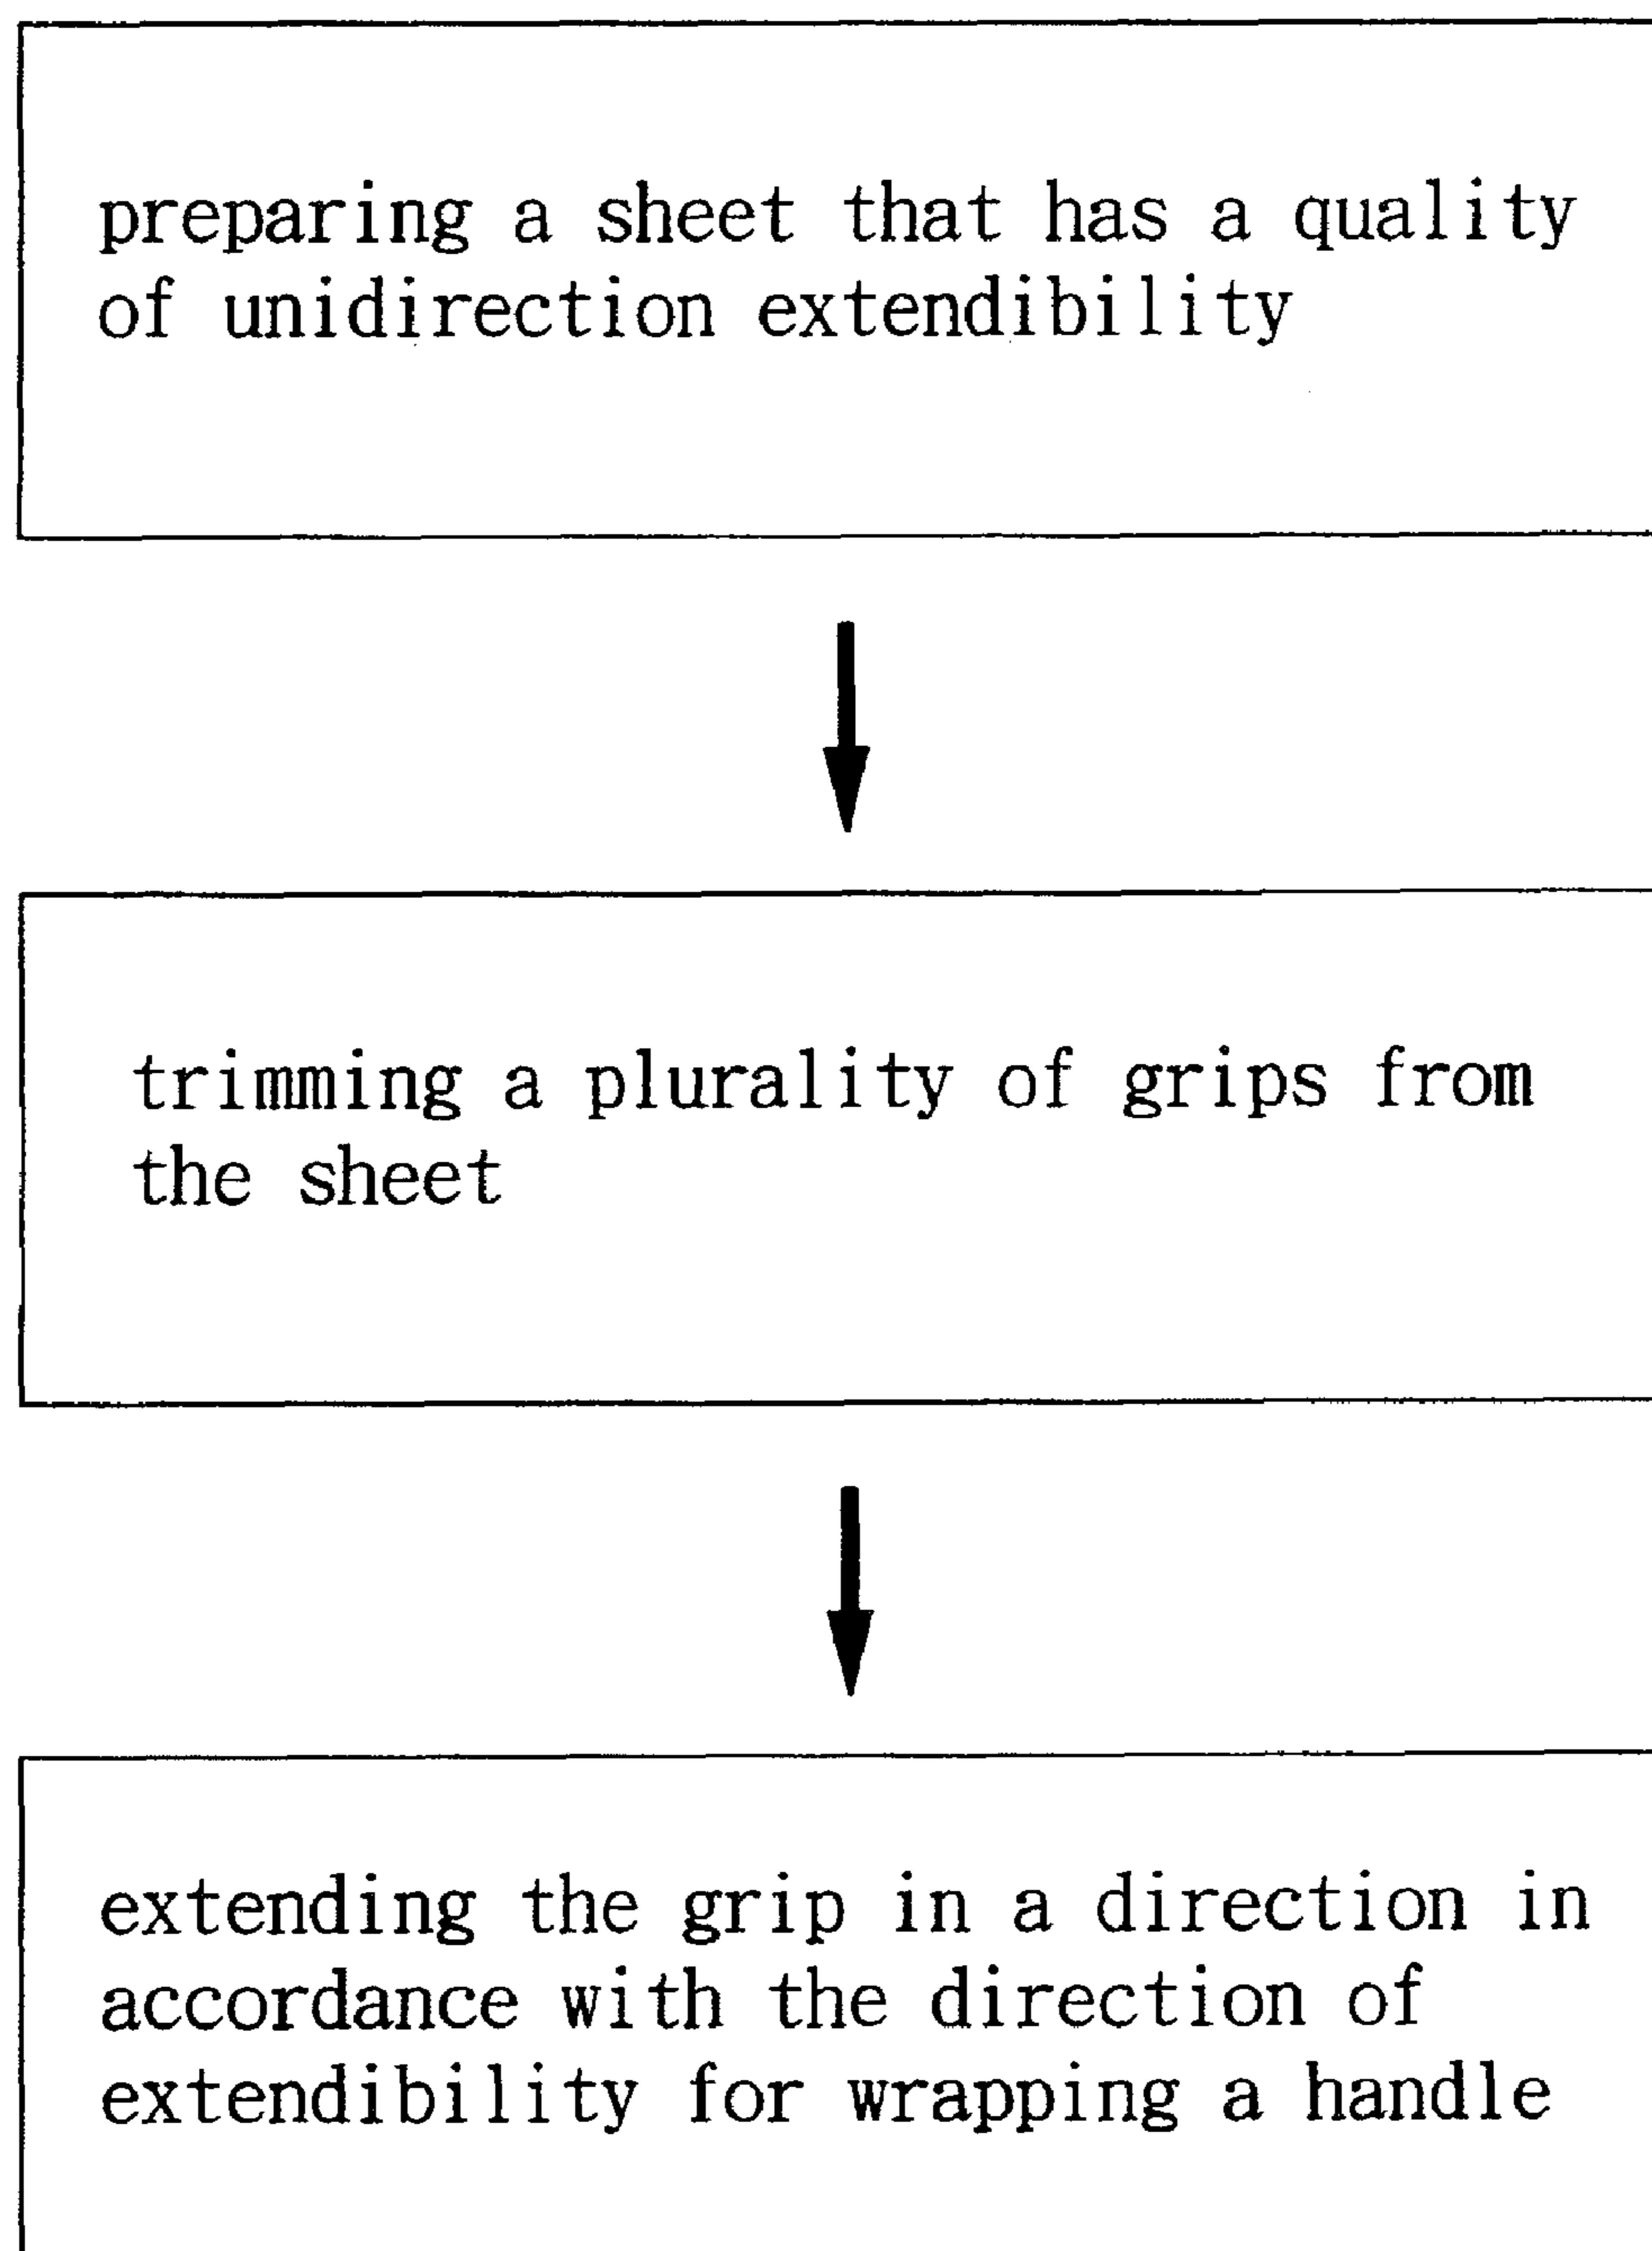 preparing a sheet that has a quality
of unidirection extendibility
trimming a plurality of grips from
the sheet
extending the grip in a direction in
accordance with the direction of
extendibility for wrapping a handle